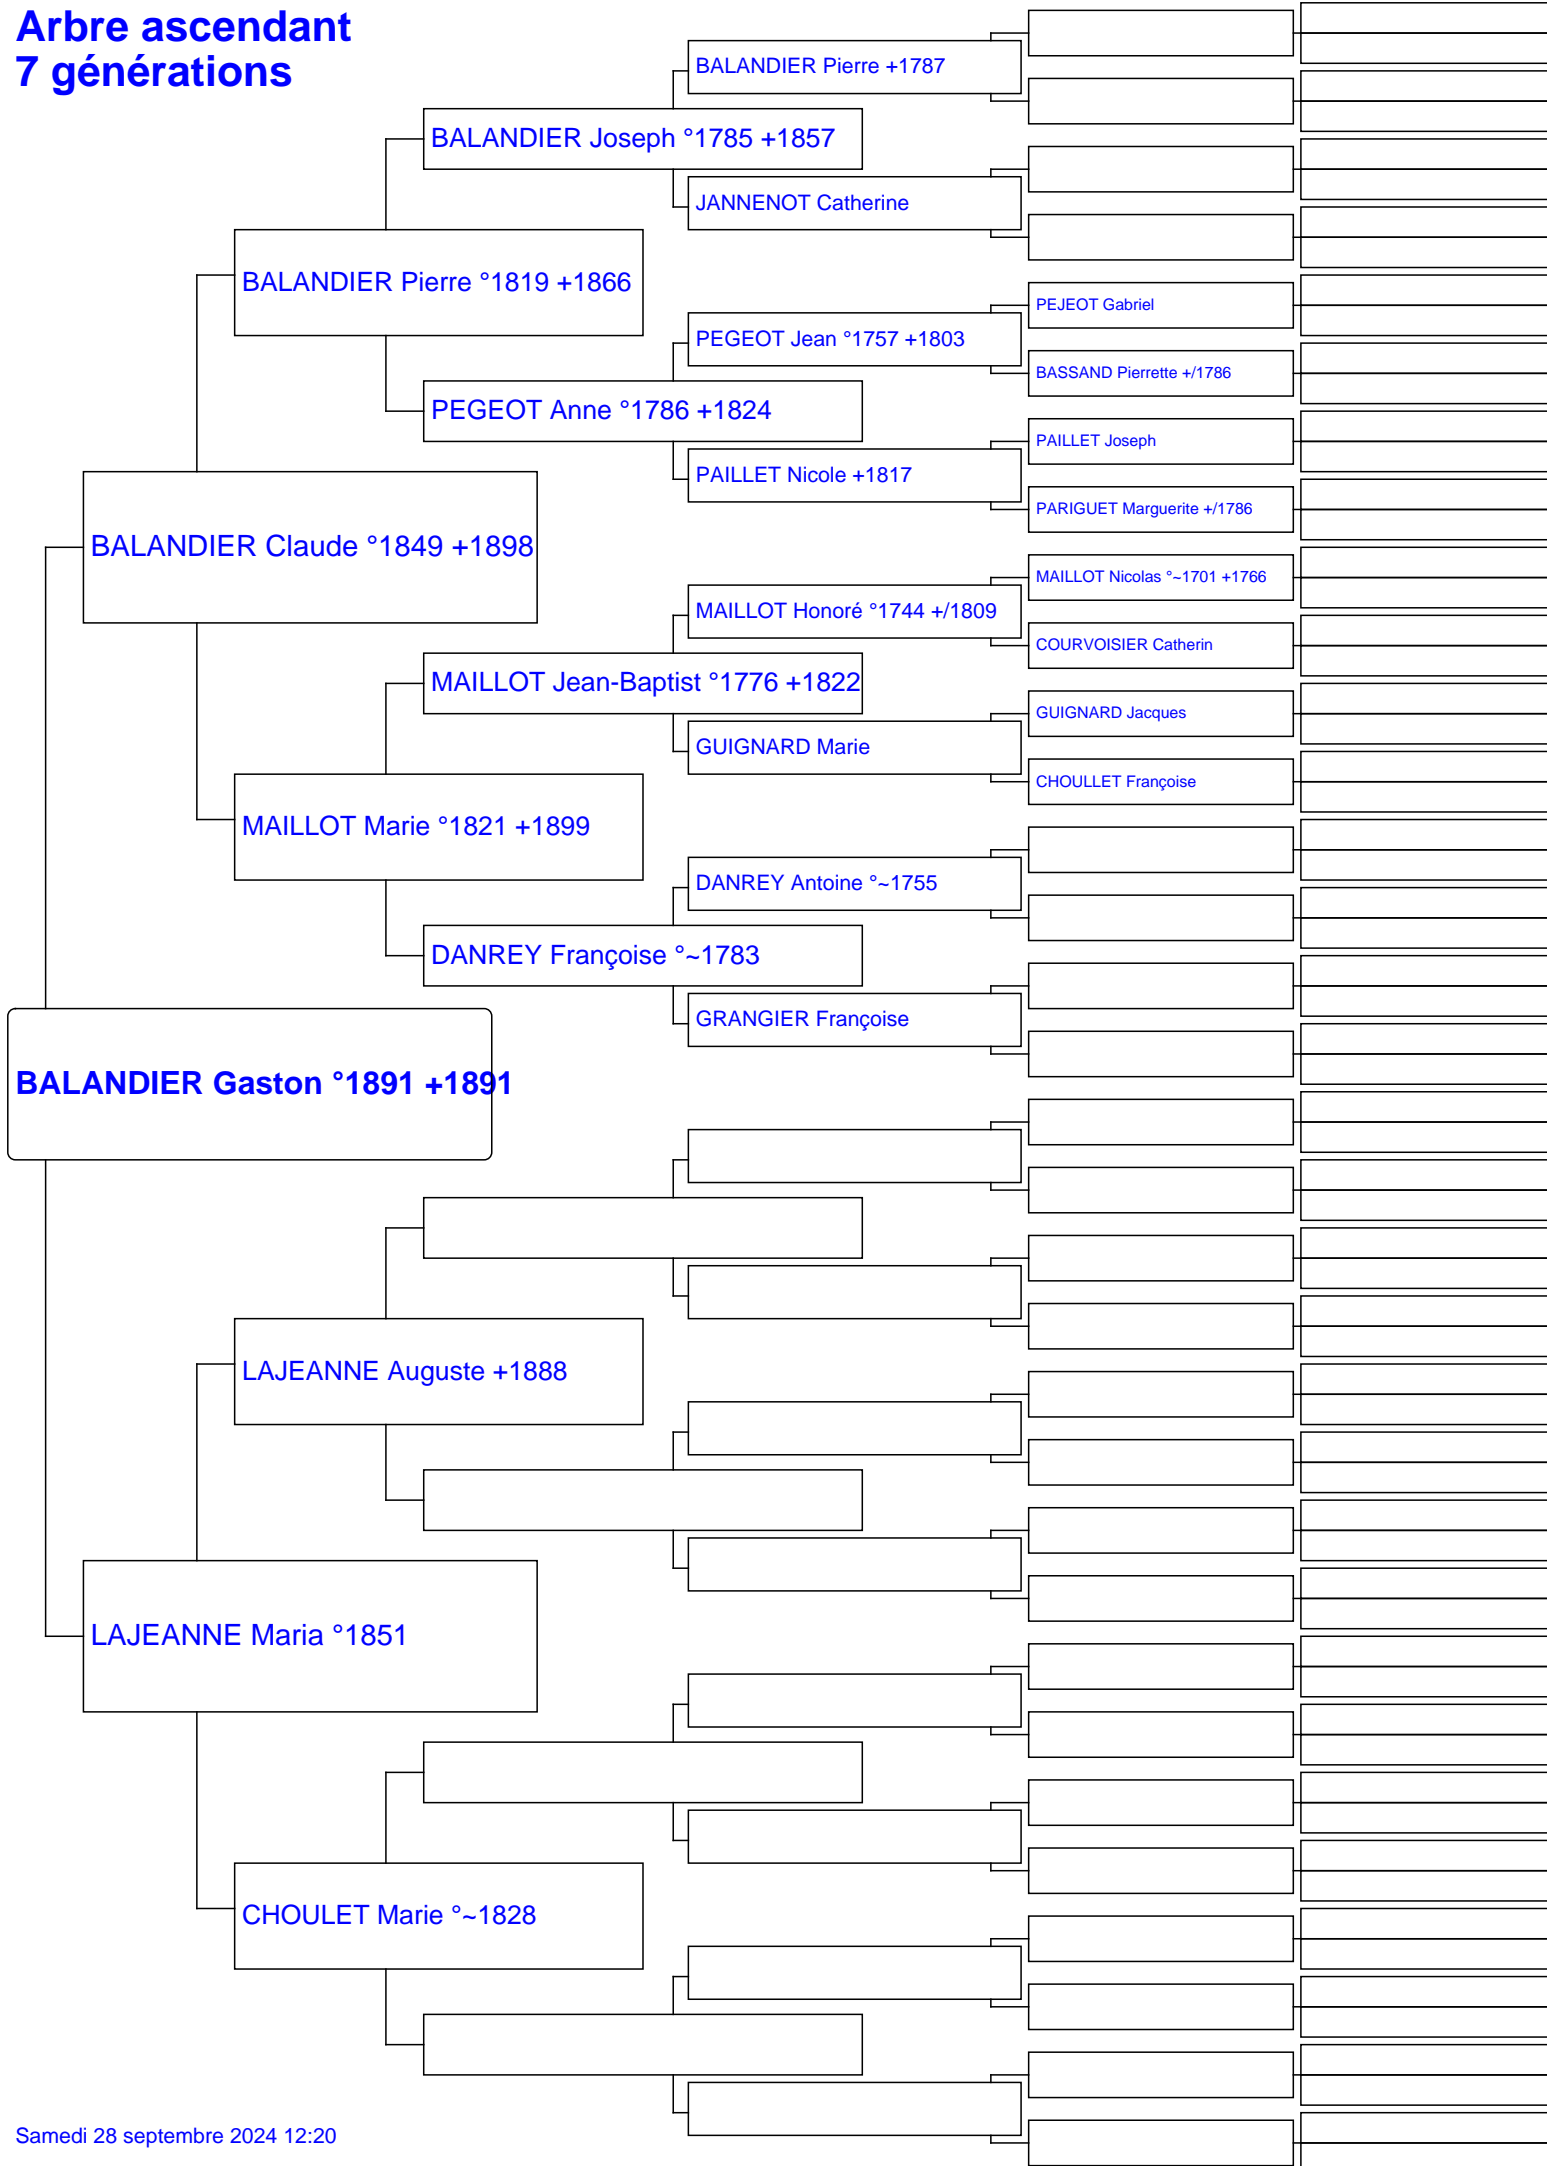 Arbre ascendant
7 générations
BALANDIER Pierre +1787
BALANDIER Joseph °1785 +1857
JANNENOT Catherine
BALANDIER Pierre °1819 +1866
PEJEOT Gabriel
PEGEOT Jean °1757 +1803
BASSAND Pierrette +/1786
PEGEOT Anne °1786 +1824
PAILLET Joseph
PAILLET Nicole +1817
PARIGUET Marguerite +/1786
BALANDIER Claude °1849 +1898
MAILLOT Nicolas °~1701 +1766
MAILLOT Honoré °1744 +/1809
COURVOISIER Catherin
MAILLOT Jean-Baptist °1776 +1822
GUIGNARD Jacques
GUIGNARD Marie
CHOULLET Françoise
MAILLOT Marie °1821 +1899
DANREY Antoine °~1755
DANREY Françoise °~1783
GRANGIER Françoise
BALANDIER Gaston °1891 +1891
LAJEANNE Auguste +1888
LAJEANNE Maria °1851
CHOULET Marie °~1828
Samedi 28 septembre 2024 12:20